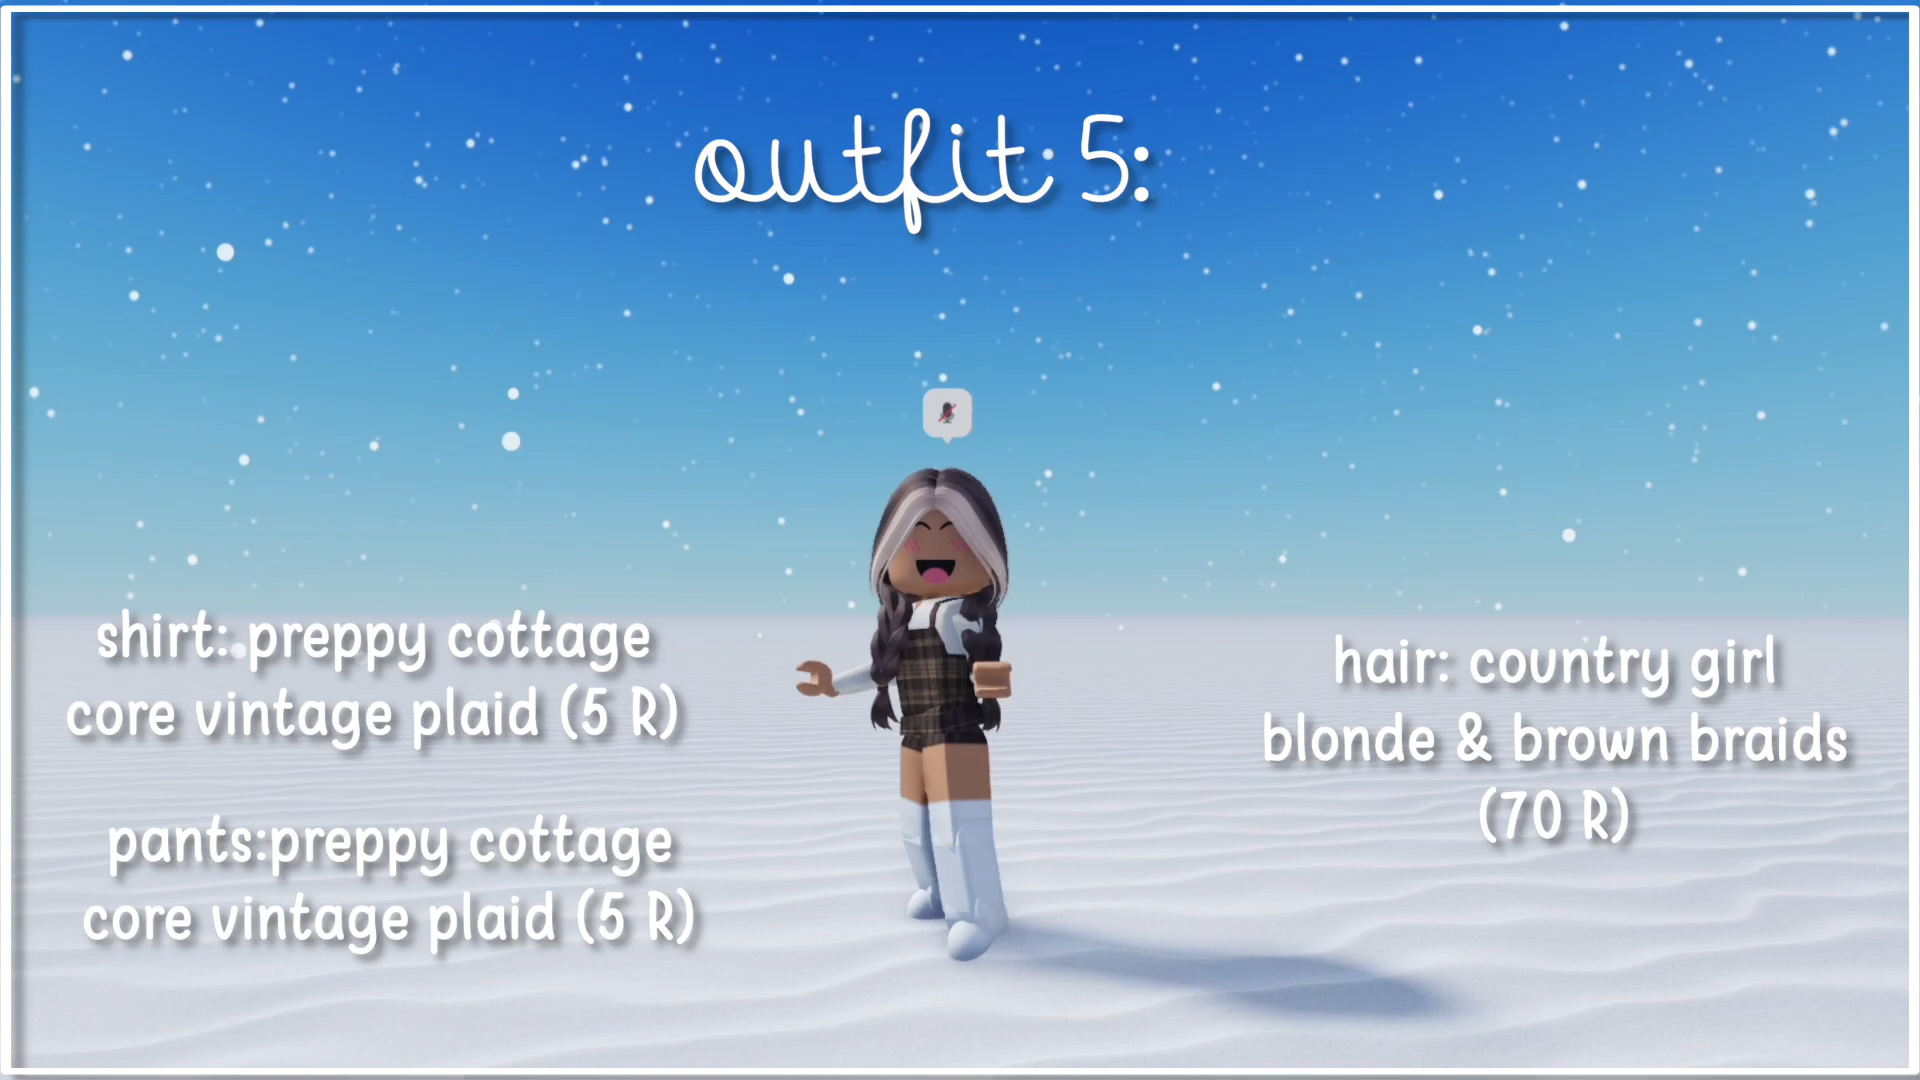 outfit 5:
shirt: preppy cottage
core vintage plaid (5 R)
pants:preppy cottage
core vintage plaid (5 R)
hair: country girl
blonde & brown braids
(70 R)